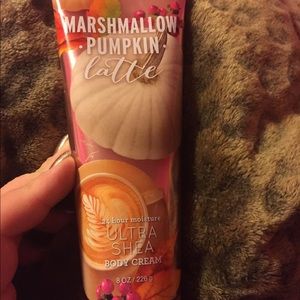 MARSHMALLOW
PUMPKIN
latte
24 hour moisture
ULTRA
SHEA
BODY CREAM
8 OZ / 226 g